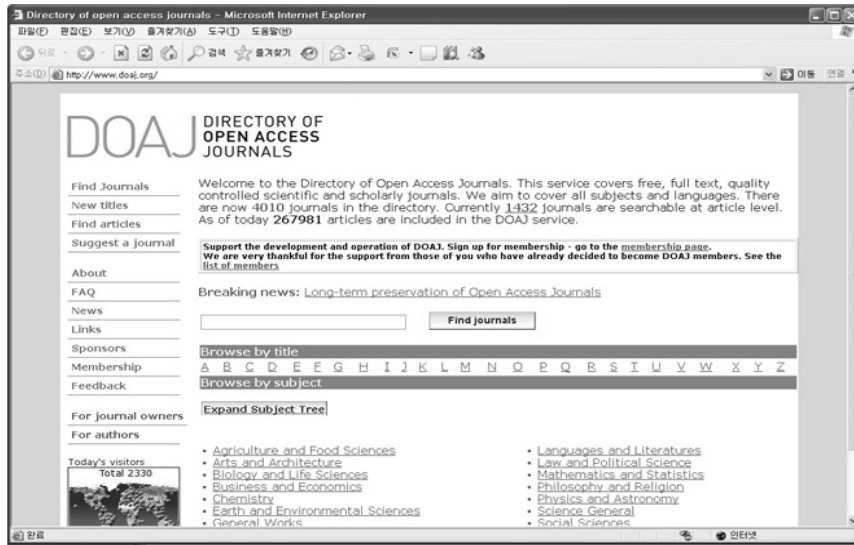 Directory of open access journals - Microsoft Internet Explorer
파일(F) 편집(E) 보기(V) 즐겨찾기(A) 도구(T) 도움말(H)
뒤로 검색 즐겨찾기
주소(D) http://www.doaj.org/ 이동 연결
DOAJ
DIRECTORY OF
OPEN ACCESS
JOURNALS
Find Journals
New titles
Find articles
Suggest a journal
About
FAQ
News
Links
Sponsors
Membership
Feedback
For journal owners
For authors
Today's visitors
Total 2330
Welcome to the Directory of Open Access Journals. This service covers free, full text, quality
controlled scientific and scholarly journals. We aim to cover all subjects and languages. There
are now 4010 journals in the directory. Currently 1432 journals are searchable at article level.
As of today 267981 articles are included in the DOAJ service.
Support the development and operation of DOAJ. Sign up for membership - go to the membership page.
We are very thankful for the support from those of you who have already decided to become DOAJ members. See the
list of members
Breaking news: Long-term preservation of Open Access Journals
Find journals
Browse by title
A B C D E F G H I J K L M N O P Q R S T U V W X Y Z
Browse by subject
Expand Subject Tree
• Agriculture and Food Sciences
• Arts and Architecture
• Biology and Life Sciences
• Business and Economics
• Chemistry
• Earth and Environmental Sciences
• General Works
• Languages and Literatures
• Law and Political Science
• Mathematics and Statistics
• Philosophy and Religion
• Physics and Astronomy
• Science General
• Social Sciences
완료 인터넷